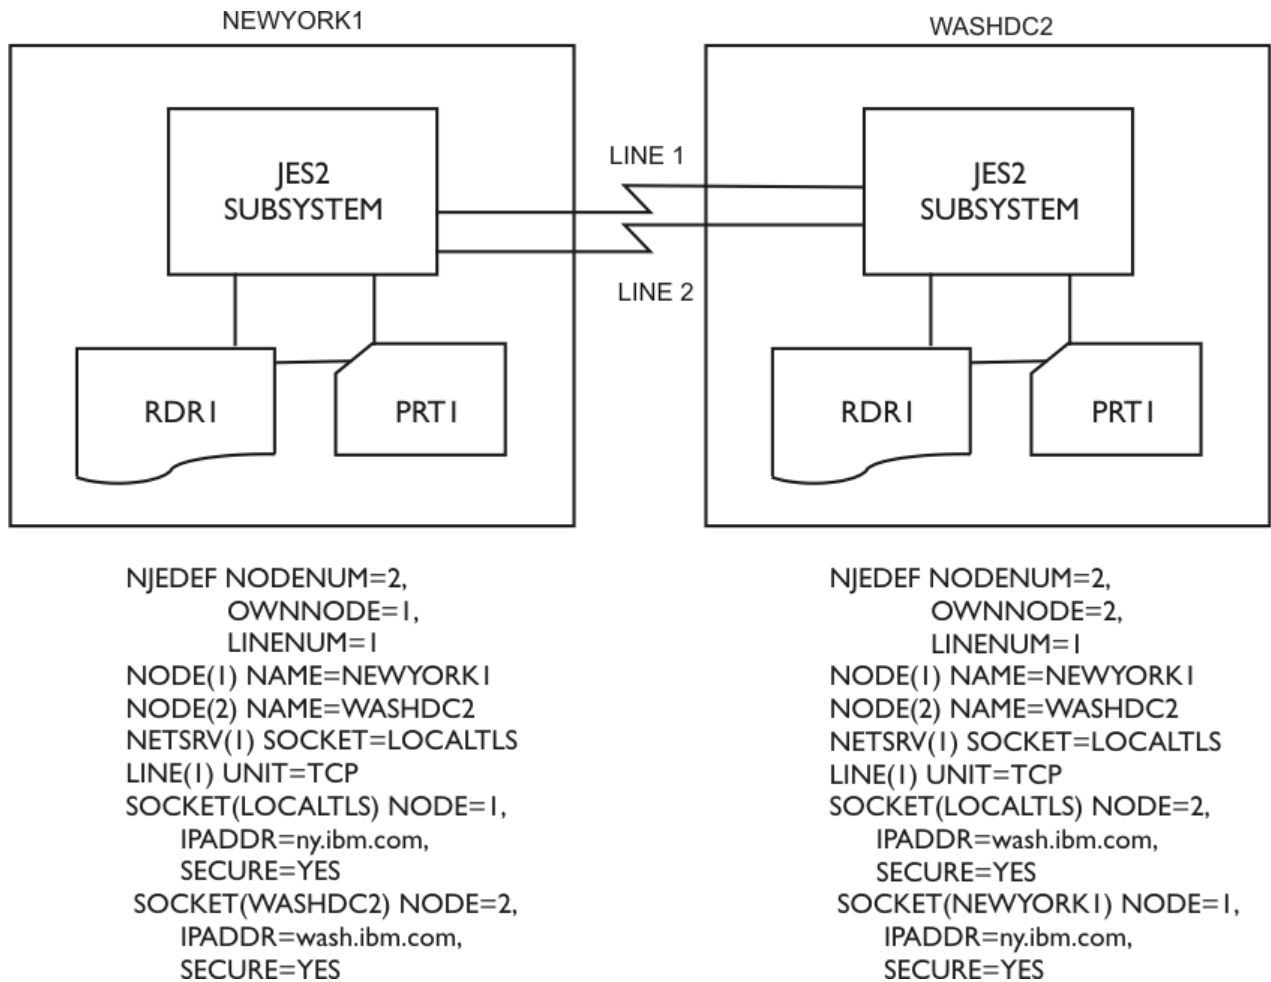 NEWYORK1
WASHDC2
JES2
SUBSYSTEM
LINE 1
LINE 2
JES2
SUBSYSTEM
RDR1
PRT1
RDR1
PRT1
NJEDEF NODENUM=2,
OWNNODE=1,
LINENUM=1
NODE(1) NAME=NEWYORK1
NODE(2) NAME=WASHDC2
NETSRV(1) SOCKET=LOCALTLS
LINE(1) UNIT=TCP
SOCKET(LOCALTLS) NODE=1,
IPADDR=ny.ibm.com,
SECURE=YES
SOCKET(WASHDC2) NODE=2,
IPADDR=wash.ibm.com,
SECURE=YES
NJEDEF NODENUM=2,
OWNNODE=2,
LINENUM=1
NODE(1) NAME=NEWYORK1
NODE(2) NAME=WASHDC2
NETSRV(1) SOCKET=LOCALTLS
LINE(1) UNIT=TCP
SOCKET(LOCALTLS) NODE=2,
IPADDR=wash.ibm.com,
SECURE=YES
SOCKET(NEWYORK1) NODE=1,
IPADDR=ny.ibm.com,
SECURE=YES